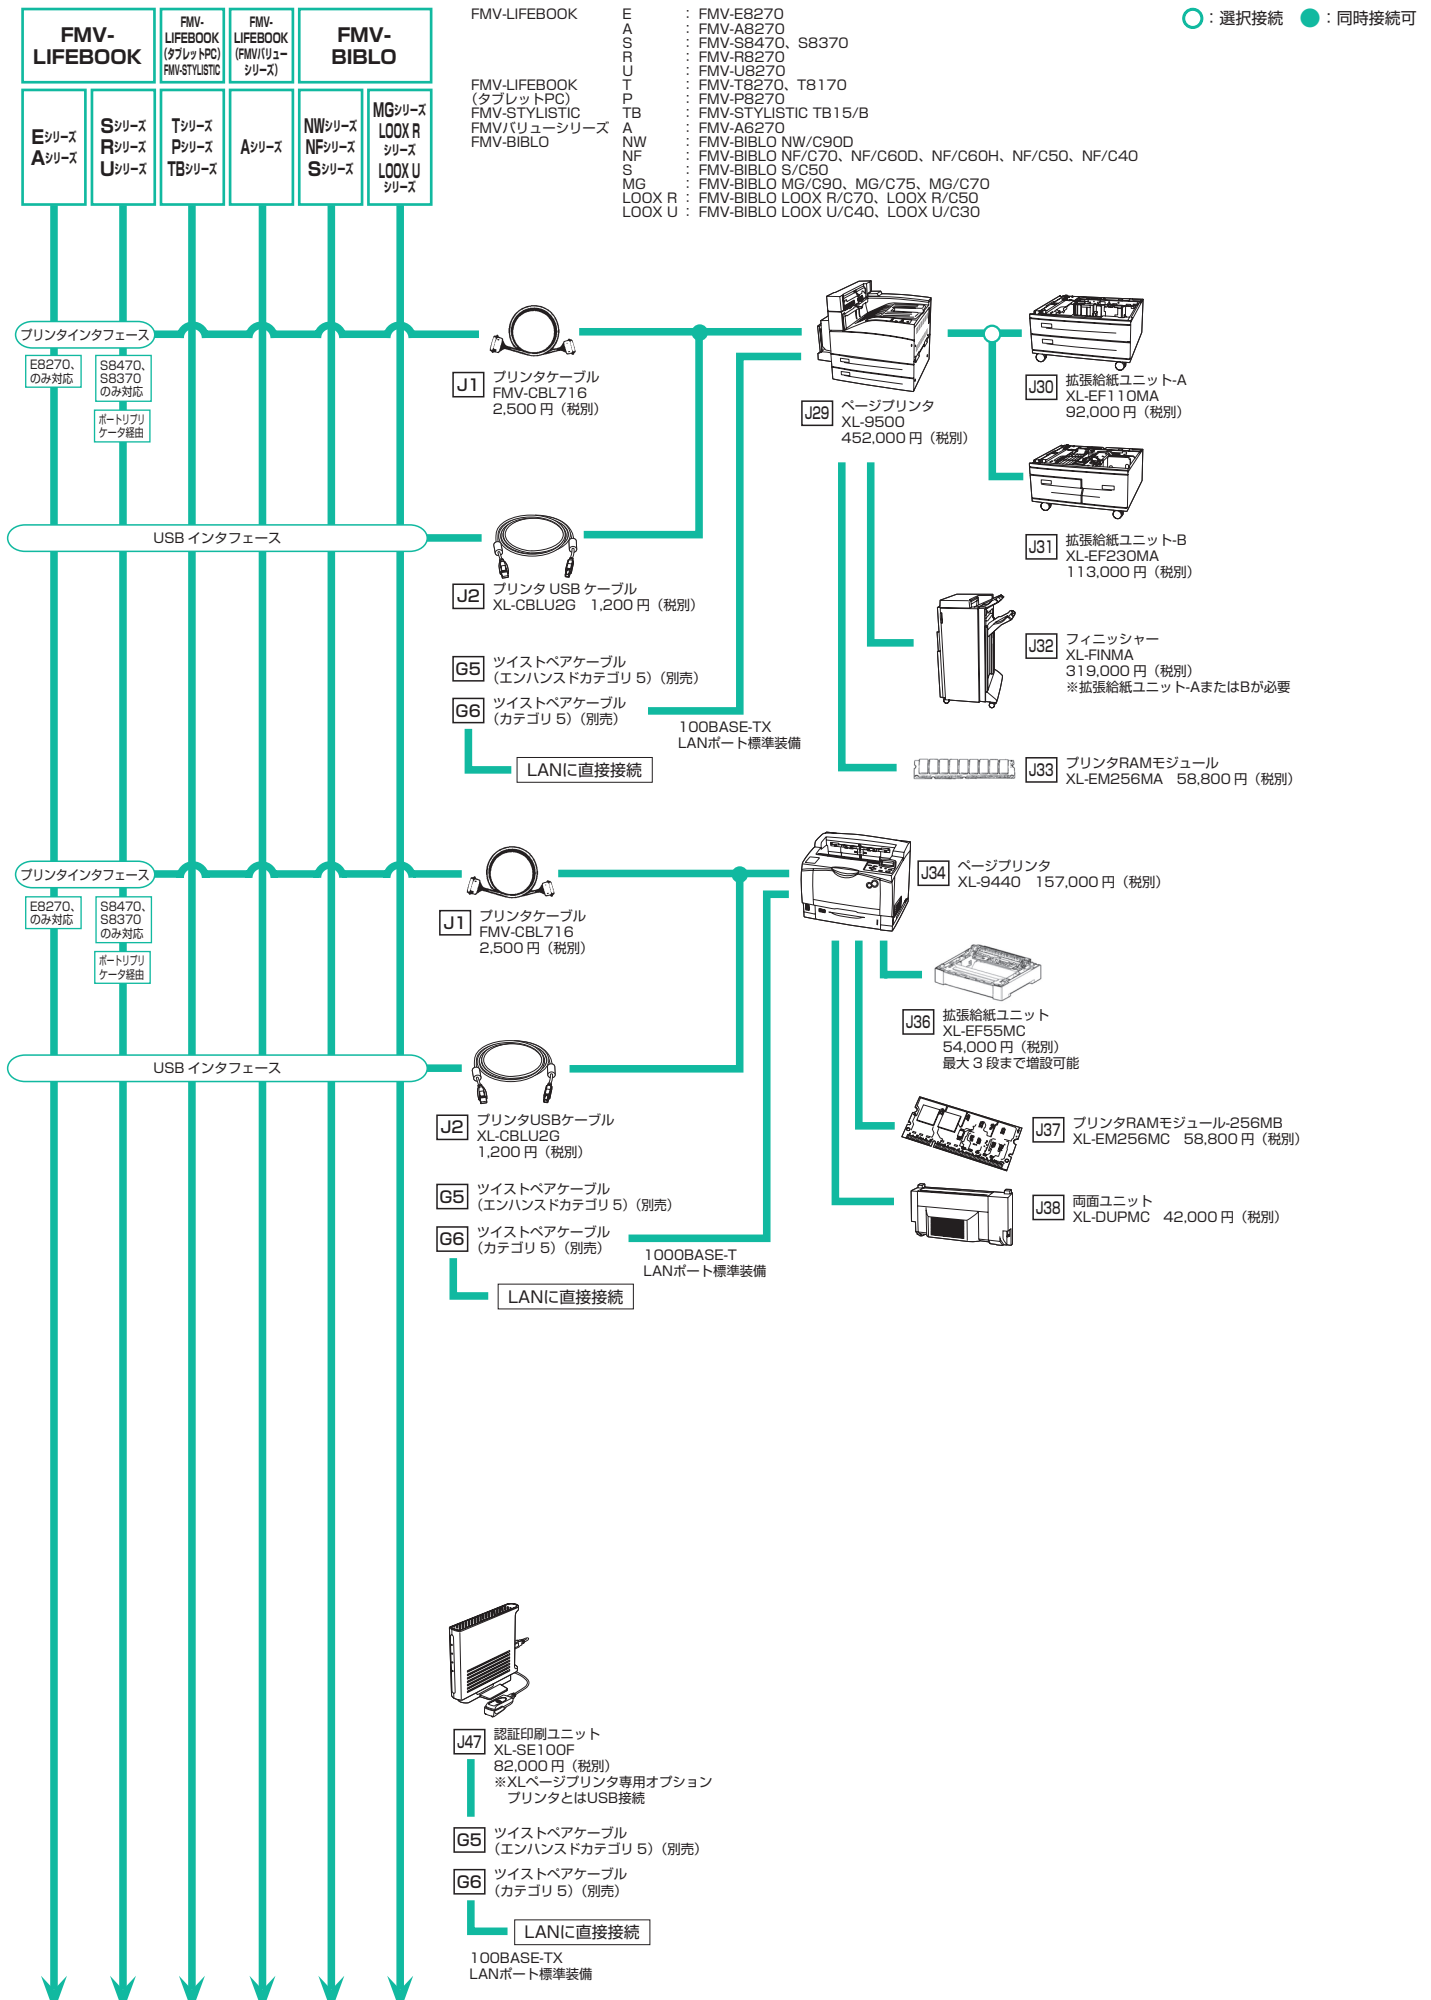 FMV-
LIFEBOOK
FMV-
LIFEBOOK
(タブレットPC)
FMV-STYLISTIC
FMV-
LIFEBOOK
(FMVバリュー
シリーズ)
FMV-
BIBLO
Eシリーズ
Aシリーズ
Sシリーズ
Rシリーズ
Uシリーズ
Tシリーズ
Pシリーズ
TBシリーズ
Aシリーズ
NWシリーズ
NFシリーズ
Sシリーズ
MGシリーズ
LOOX R
シリーズ
LOOX U
シリーズ
FMV-LIFEBOOK E : FMV-E8270
A : FMV-A8270
S : FMV-S8470、S8370
R : FMV-R8270
U : FMV-U8270
FMV-LIFEBOOK T : FMV-T8270、T8170
(タブレットPC) P : FMV-P8270
FMV-STYLISTIC TB : FMV-STYLISTIC TB15/B
FMVバリューシリーズ A : FMV-A6270
FMV-BIBLO NW : FMV-BIBLO NW/C90D
NF : FMV-BIBLO NF/C70、NF/C60D、NF/C60H、NF/C50、NF/C40
S : FMV-BIBLO S/C50
MG : FMV-BIBLO MG/C90、MG/C75、MG/C70
LOOX R : FMV-BIBLO LOOX R/C70、LOOX R/C50
LOOX U : FMV-BIBLO LOOX U/C40、LOOX U/C30
：選択接続 ：同時接続可
プリンタインタフェース
E8270、
のみ対応
S8470、
S8370
のみ対応
ポートリプリ
ケータ経由
J1 プリンタケーブル
FMV-CBL716
2,500円（税別）
J29 ページプリンタ
XL-9500
452,000円（税別）
J30 拡張給紙ユニット-A
XL-EF110MA
92,000円（税別）
J31 拡張給紙ユニット-B
XL-EF230MA
113,000円（税別）
USB インタフェース
J2 プリンタ USB ケーブル
XL-CBLU2G 1,200円（税別）
J32 フィニッシャー
XL-FINMA
319,000円（税別）
※拡張給紙ユニット-AまたはBが必要
G5 ツイストペアケーブル
（エンハンスドカテゴリ 5）（別売）
G6 ツイストペアケーブル
（カテゴリ 5）（別売）
100BASE-TX
LANポート標準装備
LANに直接接続
J33 プリンタRAMモジュール
XL-EM256MA 58,800円（税別）
プリンタインタフェース
E8270、
のみ対応
S8470、
S8370
のみ対応
ポートリプリ
ケータ経由
J1 プリンタケーブル
FMV-CBL716
2,500円（税別）
J34 ページプリンタ
XL-9440 157,000円（税別）
J36 拡張給紙ユニット
XL-EF55MC
54,000円（税別）
最大 3 段まで増設可能
USB インタフェース
J2 プリンタUSBケーブル
XL-CBLU2G
1,200円（税別）
J37 プリンタRAMモジュール-256MB
XL-EM256MC 58,800円（税別）
G5 ツイストペアケーブル
（エンハンスドカテゴリ 5）（別売）
J38 両面ユニット
XL-DUPMC 42,000円（税別）
G6 ツイストペアケーブル
（カテゴリ 5）（別売）
1000BASE-T
LANポート標準装備
LANに直接接続
J47 認証印刷ユニット
XL-SE100F
82,000円（税別）
※XLページプリンタ専用オプション
プリンタとはUSB接続
G5 ツイストペアケーブル
（エンハンスドカテゴリ 5）（別売）
G6 ツイストペアケーブル
（カテゴリ 5）（別売）
LANに直接接続
100BASE-TX
LANポート標準装備